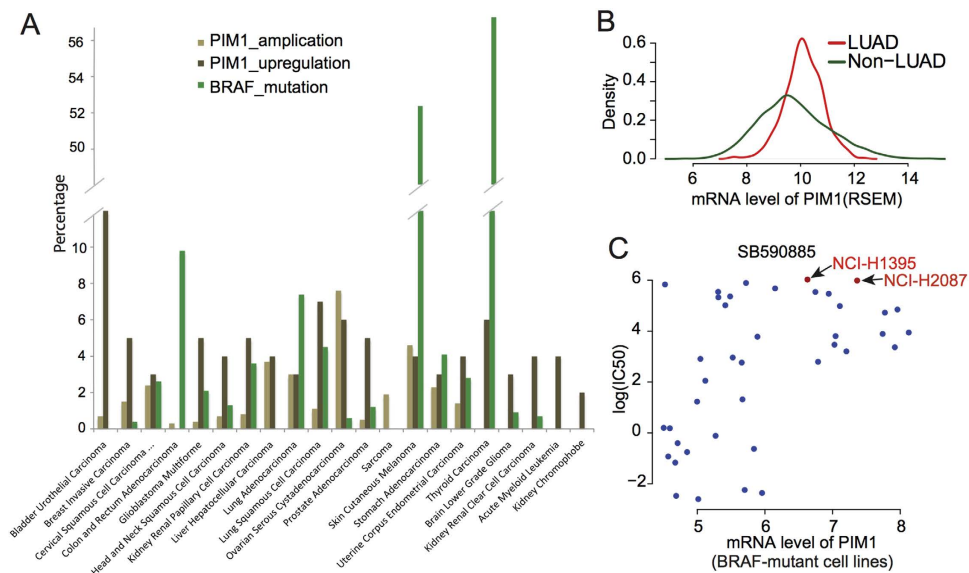 A
PIM1_amplication
PIM1_upregulation
BRAF_mutation
Percentage
56
54
52
50
10
8
6
4
2
0
Bladder Urothelial Carcinoma
Breast Invasive Carcinoma
Cervical Squamous Cell Carcinoma ...
Colon and Rectum Adenocarcinoma
Glioblastoma Multiforme
Head and Neck Squamous Cell Carcinoma
Kidney Renal Papillary Cell Carcinoma
Liver Hepatocellular Carcinoma
Lung Adenocarcinoma
Lung Squamous Cell Carcinoma
Ovarian Serous Cystadenocarcinoma
Prostate Adenocarcinoma
Sarcoma
Skin Cutaneous Melanoma
Stomach Adenocarcinoma
Uterine Corpus Endometrial Carcinoma
Thyroid Carcinoma
Brain Lower Grade Glioma
Kidney Renal Clear Cell Carcinoma
Acute Myeloid Leukemia
Kidney Chromophobe
B
LUAD
Non-LUAD
Density
0.6
0.4
0.2
0.0
6 8 10 12 14
mRNA level of PIM1(RSEM)
C
SB590885
NCI-H1395
NCI-H2087
log(IC50)
6
4
2
0
−2
5 6 7 8
mRNA level of PIM1
(BRAF-mutant cell lines)